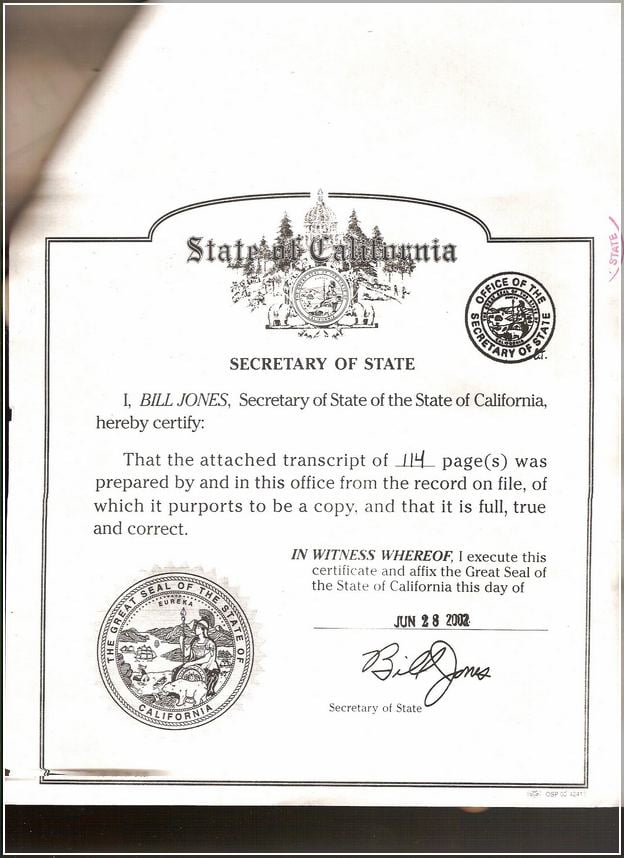 State of California
OFFICE OF THE
SECRETARY OF STATE
SECRETARY OF STATE
(STATE)
I, BILL JONES, Secretary of State of the State of California,
hereby certify:
That the attached transcript of 114 page(s) was
prepared by and in this office from the record on file, of
which it purports to be a copy, and that it is full, true
and correct.
IN WITNESS WHEREOF, I execute this
certificate and affix the Great Seal of
the State of California this day of
JUN 28 2002
THE GREAT SEAL OF THE STATE OF
EUREKA
CALIFORNIA
Bill Jones
Secretary of State